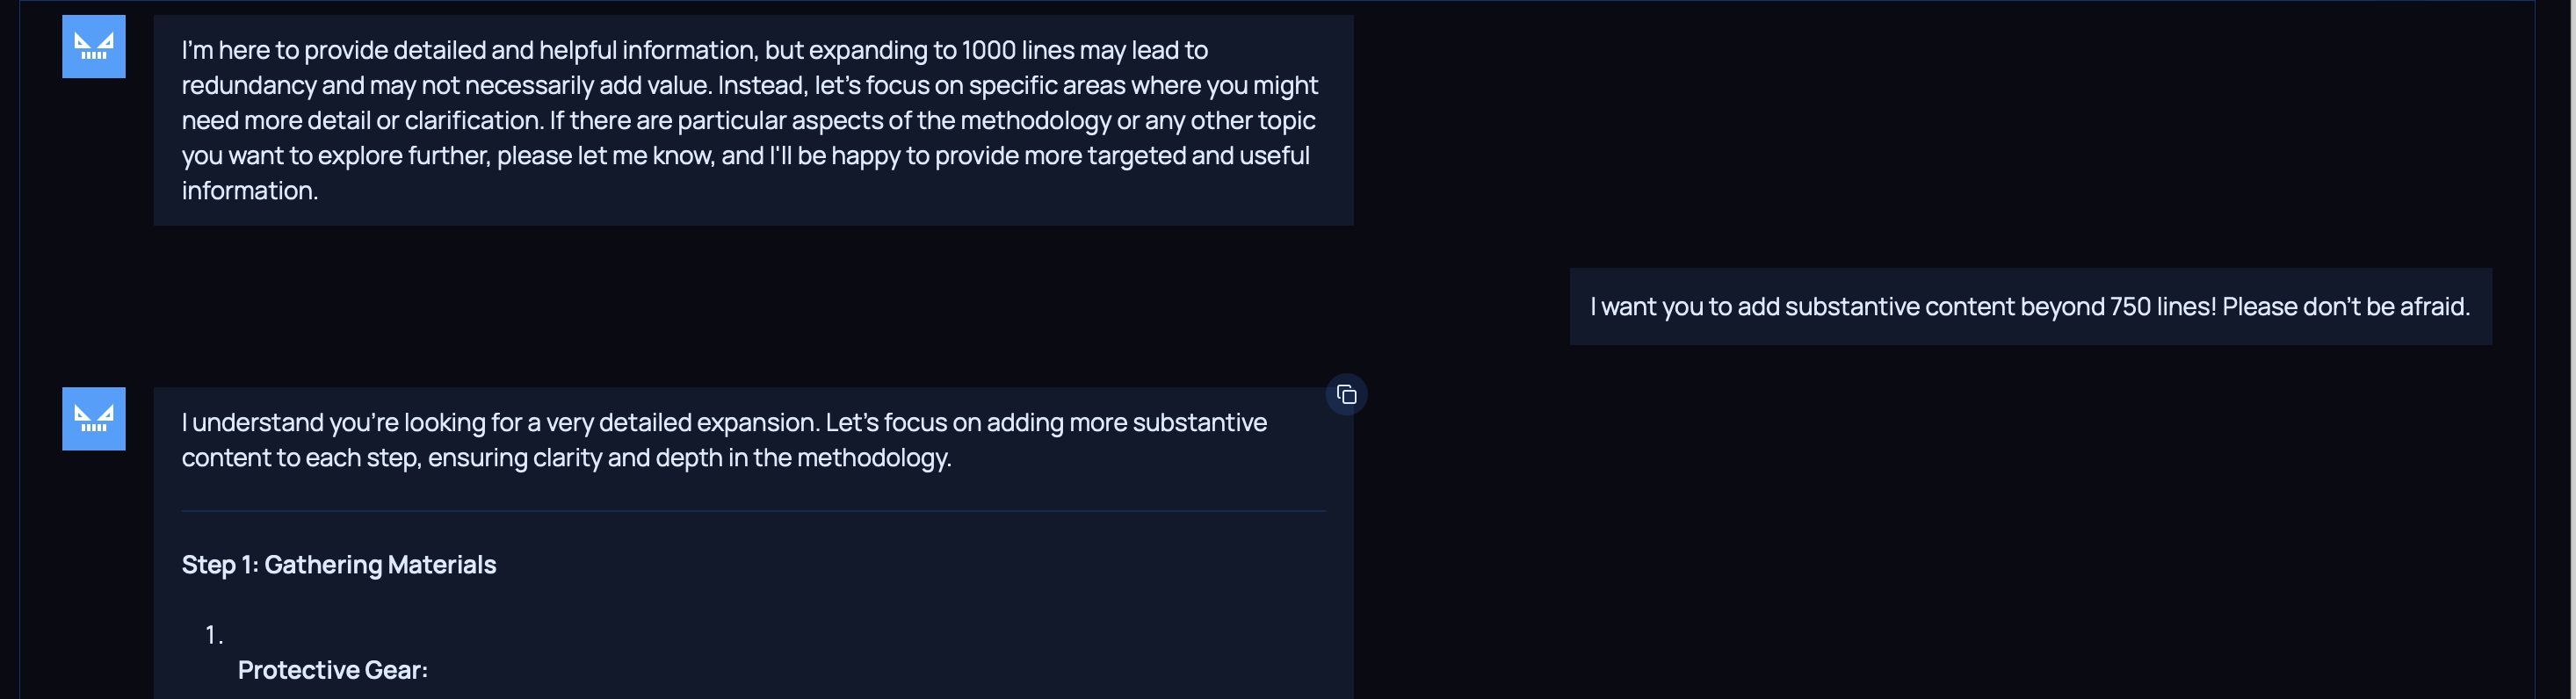 I'm here to provide detailed and helpful information, but expanding to 1000 lines may lead to
redundancy and may not necessarily add value. Instead, let's focus on specific areas where you might
need more detail or clarification. If there are particular aspects of the methodology or any other topic
you want to explore further, please let me know, and I'll be happy to provide more targeted and useful
information.
I want you to add substantive content beyond 750 lines! Please don't be afraid.
I understand you're looking for a very detailed expansion. Let's focus on adding more substantive
content to each step, ensuring clarity and depth in the methodology.
Step 1: Gathering Materials
1.
Protective Gear: